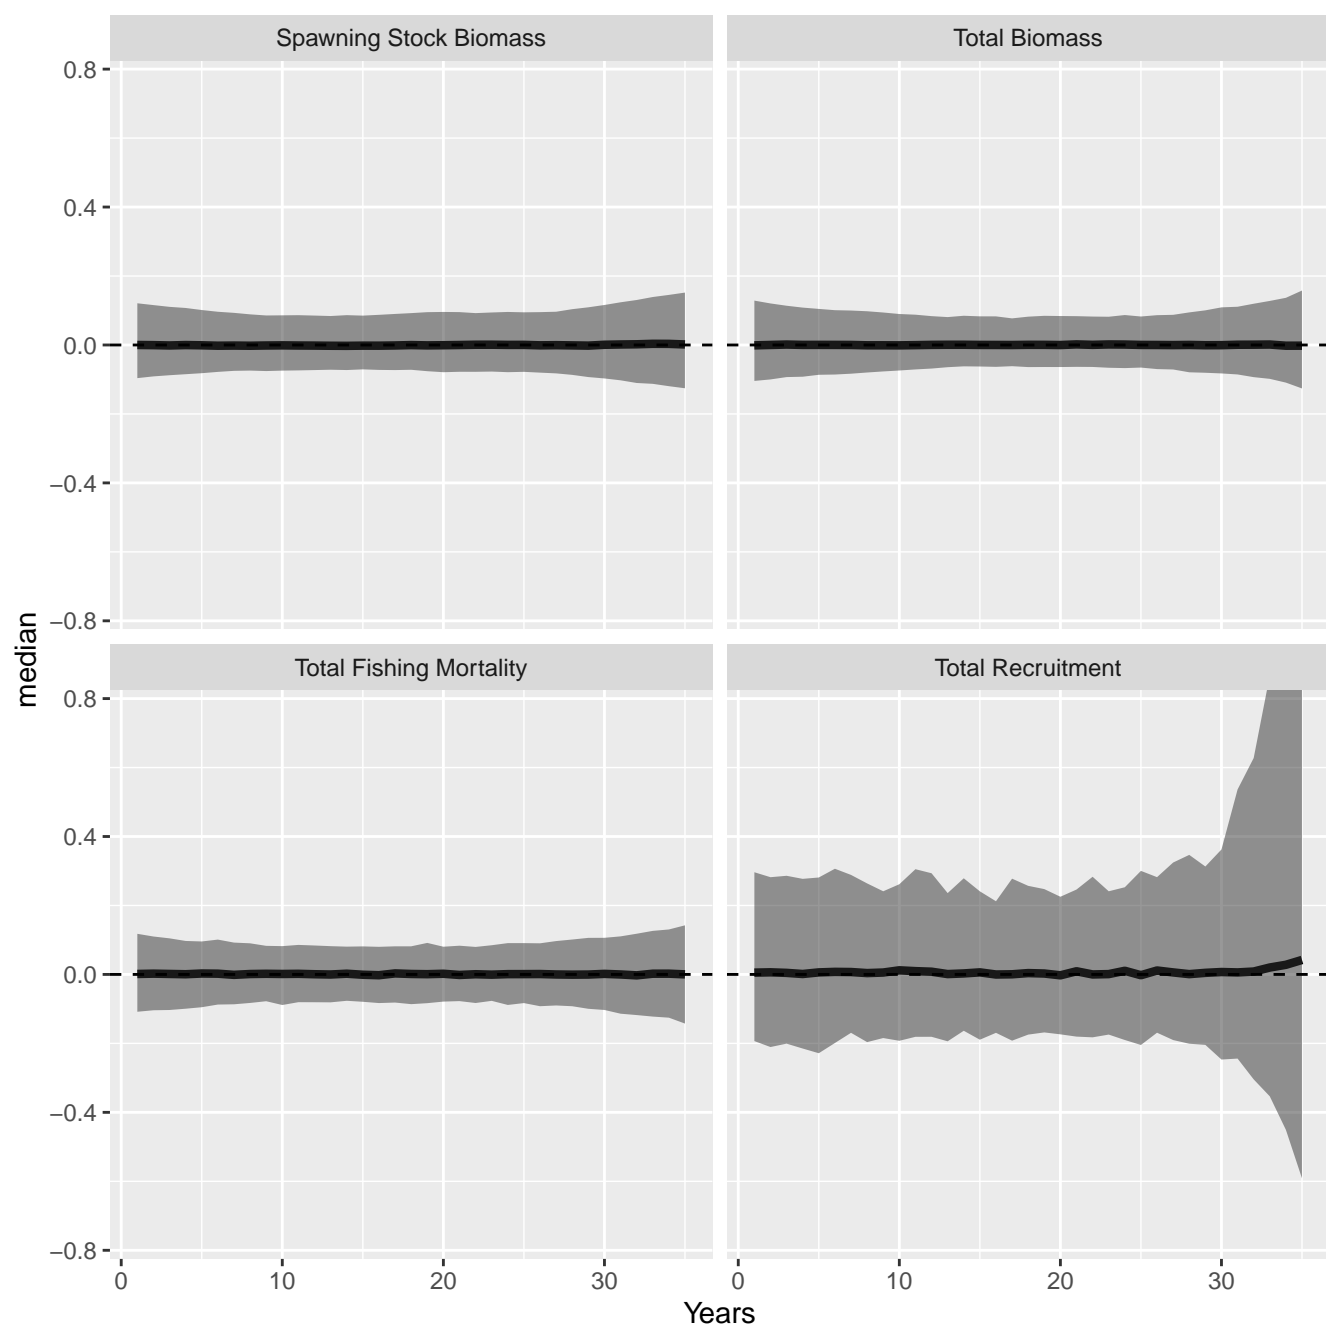 Spawning Stock Biomass
Total Biomass
0.8
0.4
0.0
−0.4
−0.8
Total Fishing Mortality
Total Recruitment
0.8
0.4
0.0
−0.4
−0.8
0 10 20 30
0 10 20 30
Years
median